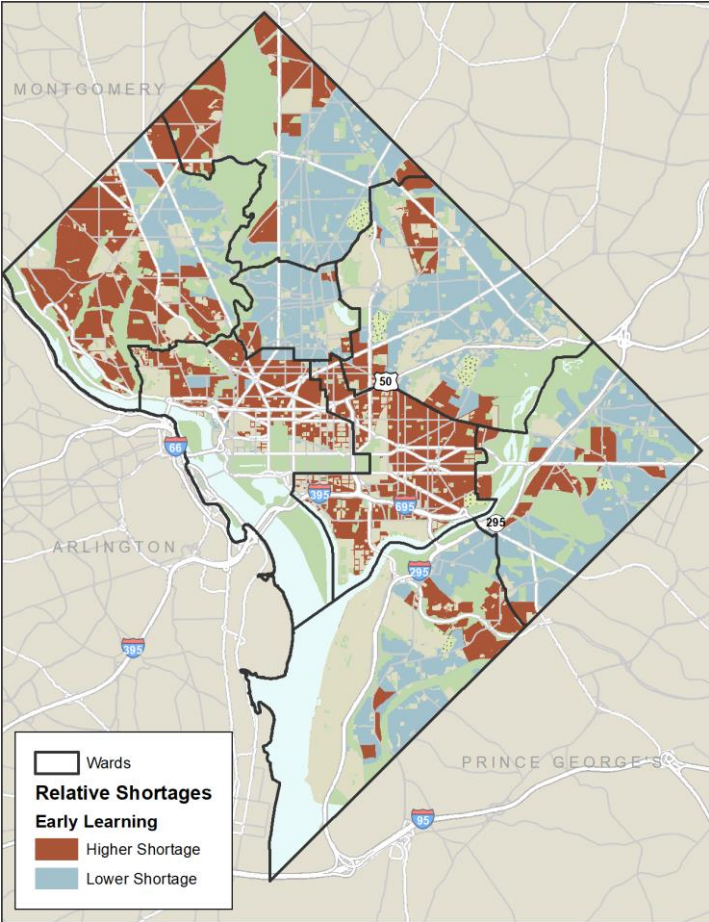 MONTGOMERY
50
66
395
695
295
ARLINGTON
295
395
PRINCE GEORGE'S
95
Wards
Relative Shortages
Early Learning
Higher Shortage
Lower Shortage